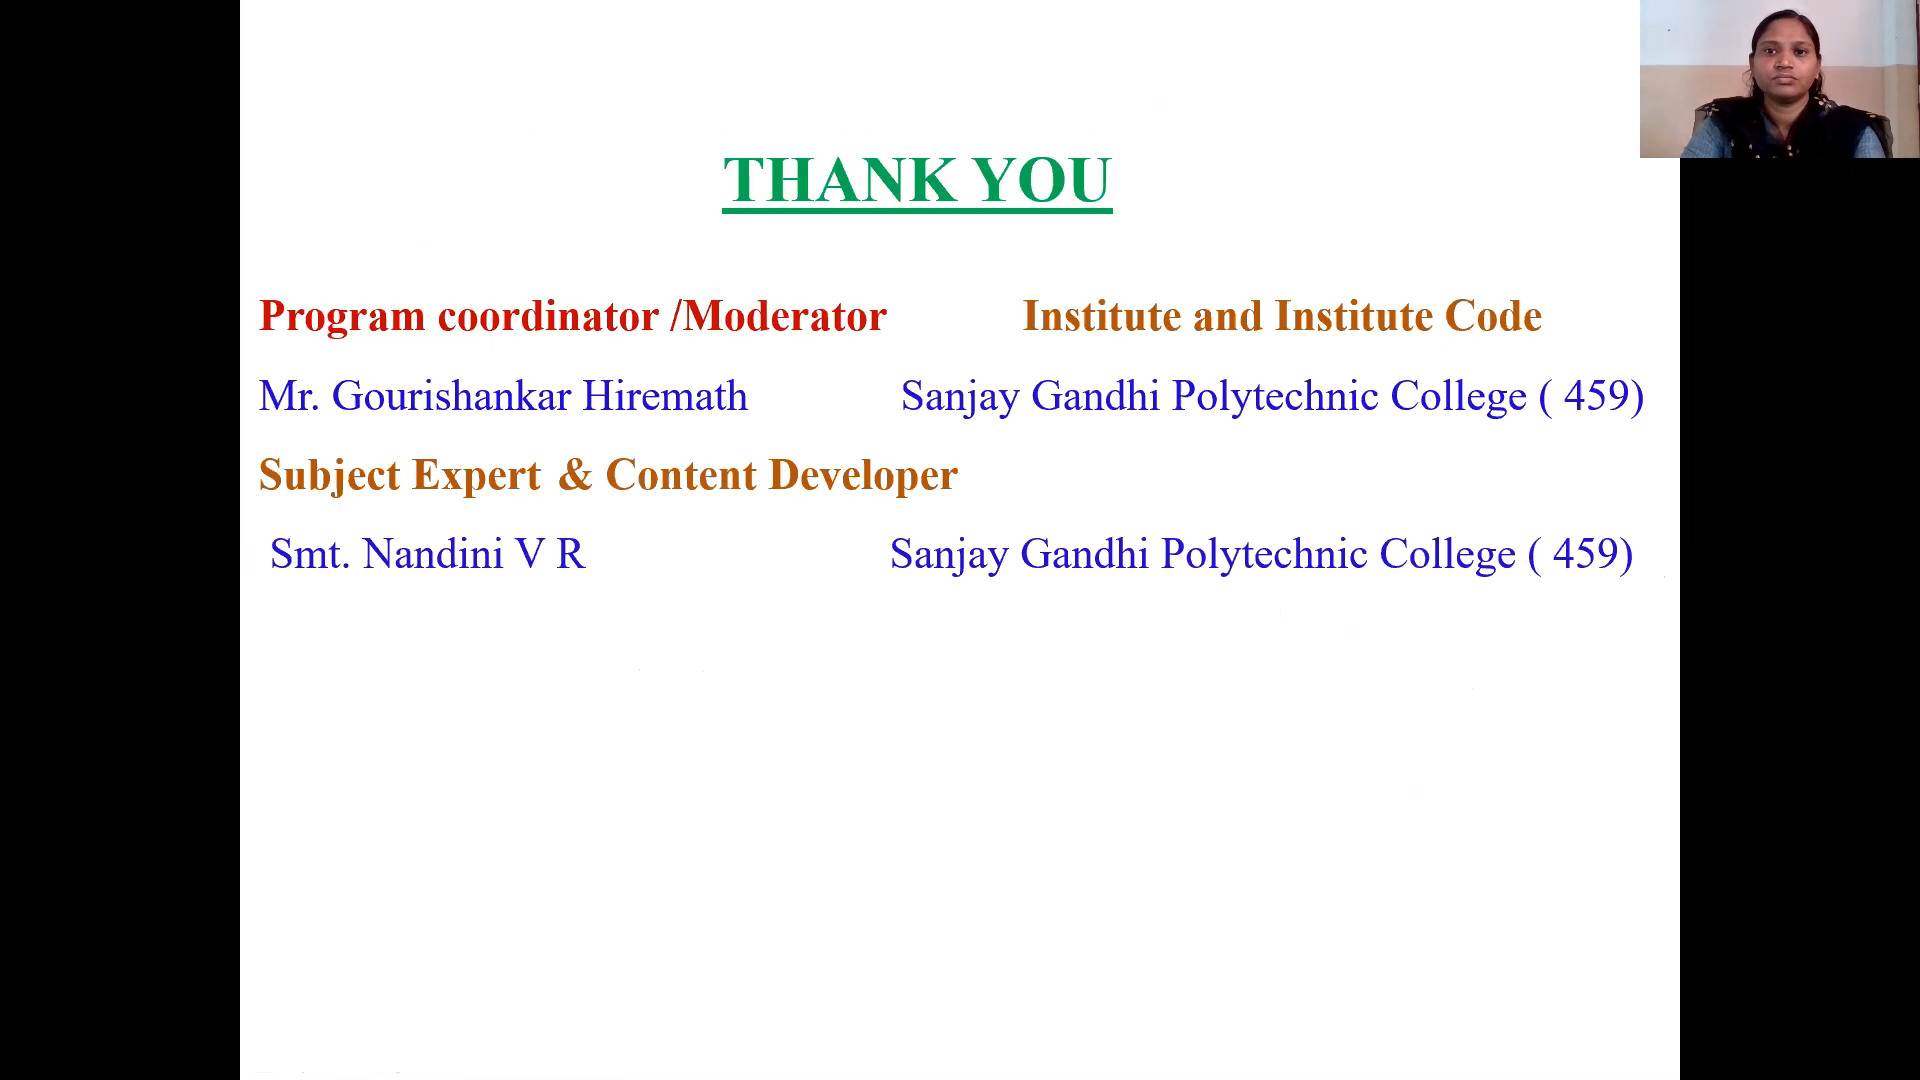 THANK YOU
Program coordinator /Moderator Institute and Institute Code
Mr. Gourishankar Hiremath Sanjay Gandhi Polytechnic College ( 459)
Subject Expert & Content Developer
Smt. Nandini V R Sanjay Gandhi Polytechnic College ( 459)